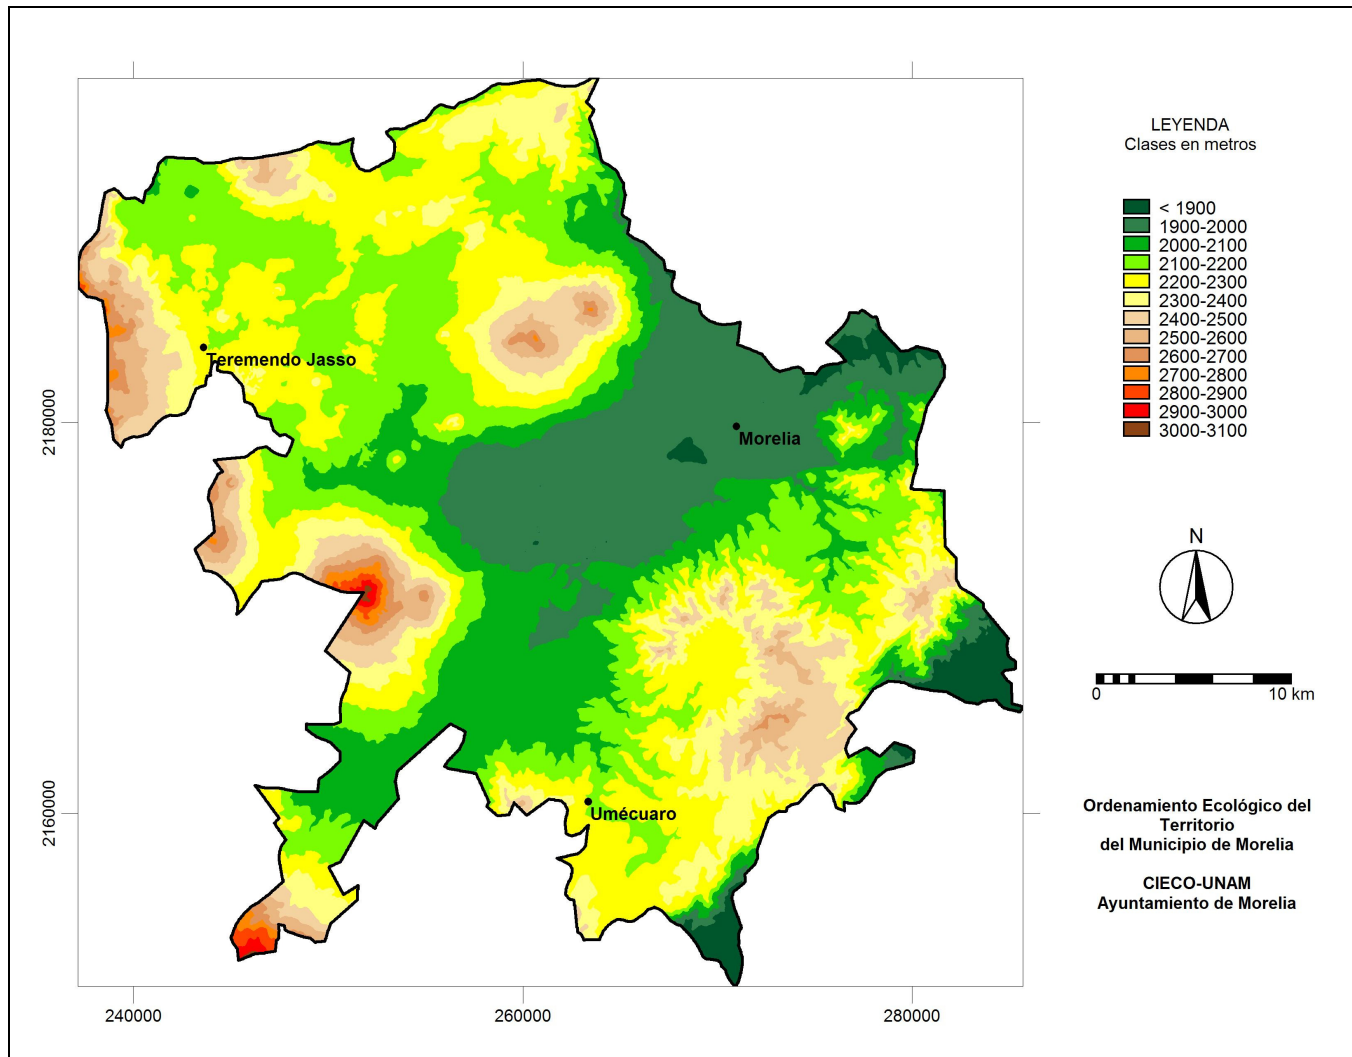 LEYENDA
Clases en metros
< 1900
1900-2000
2000-2100
2100-2200
2200-2300
2300-2400
2400-2500
2500-2600
2600-2700
2700-2800
2800-2900
2900-3000
3000-3100
Teremendo Jasso
Morelia
Umécuaro
2180000
2160000
240000
260000
280000
N
0
10 km
Ordenamiento Ecológico del
Territorio
del Municipio de Morelia
CIECO-UNAM
Ayuntamiento de Morelia